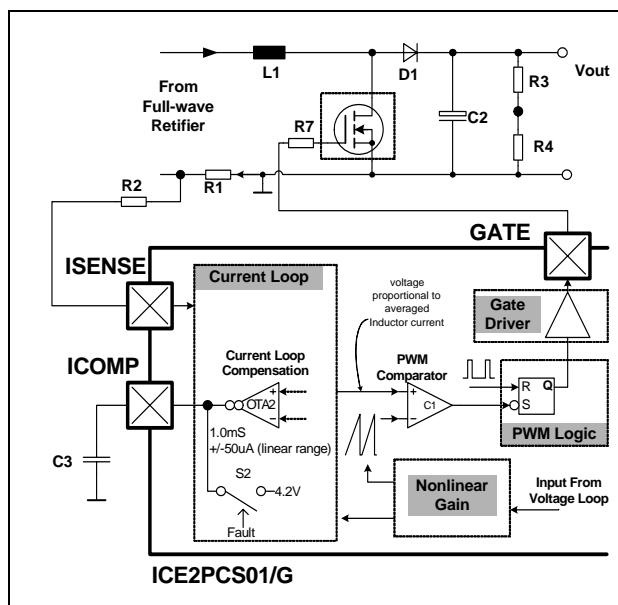 L1
D1
From
Full-wave
Retifier
R7
C2
R3
Vout
R4
R2
R1
GATE
ISENSE
Current Loop
voltage
proportional to
averaged
Inductor current
Gate
Driver
ICOMP
Current Loop
Compensation
PWM
Comparator
+
OTA2
−
+
C1
−
R
Q
S
1.0mS
+/-50uA (linear range)
PWM Logic
C3
S2
4.2V
Fault
Nonlinear
Gain
Input From
Voltage Loop
ICE2PCS01/G